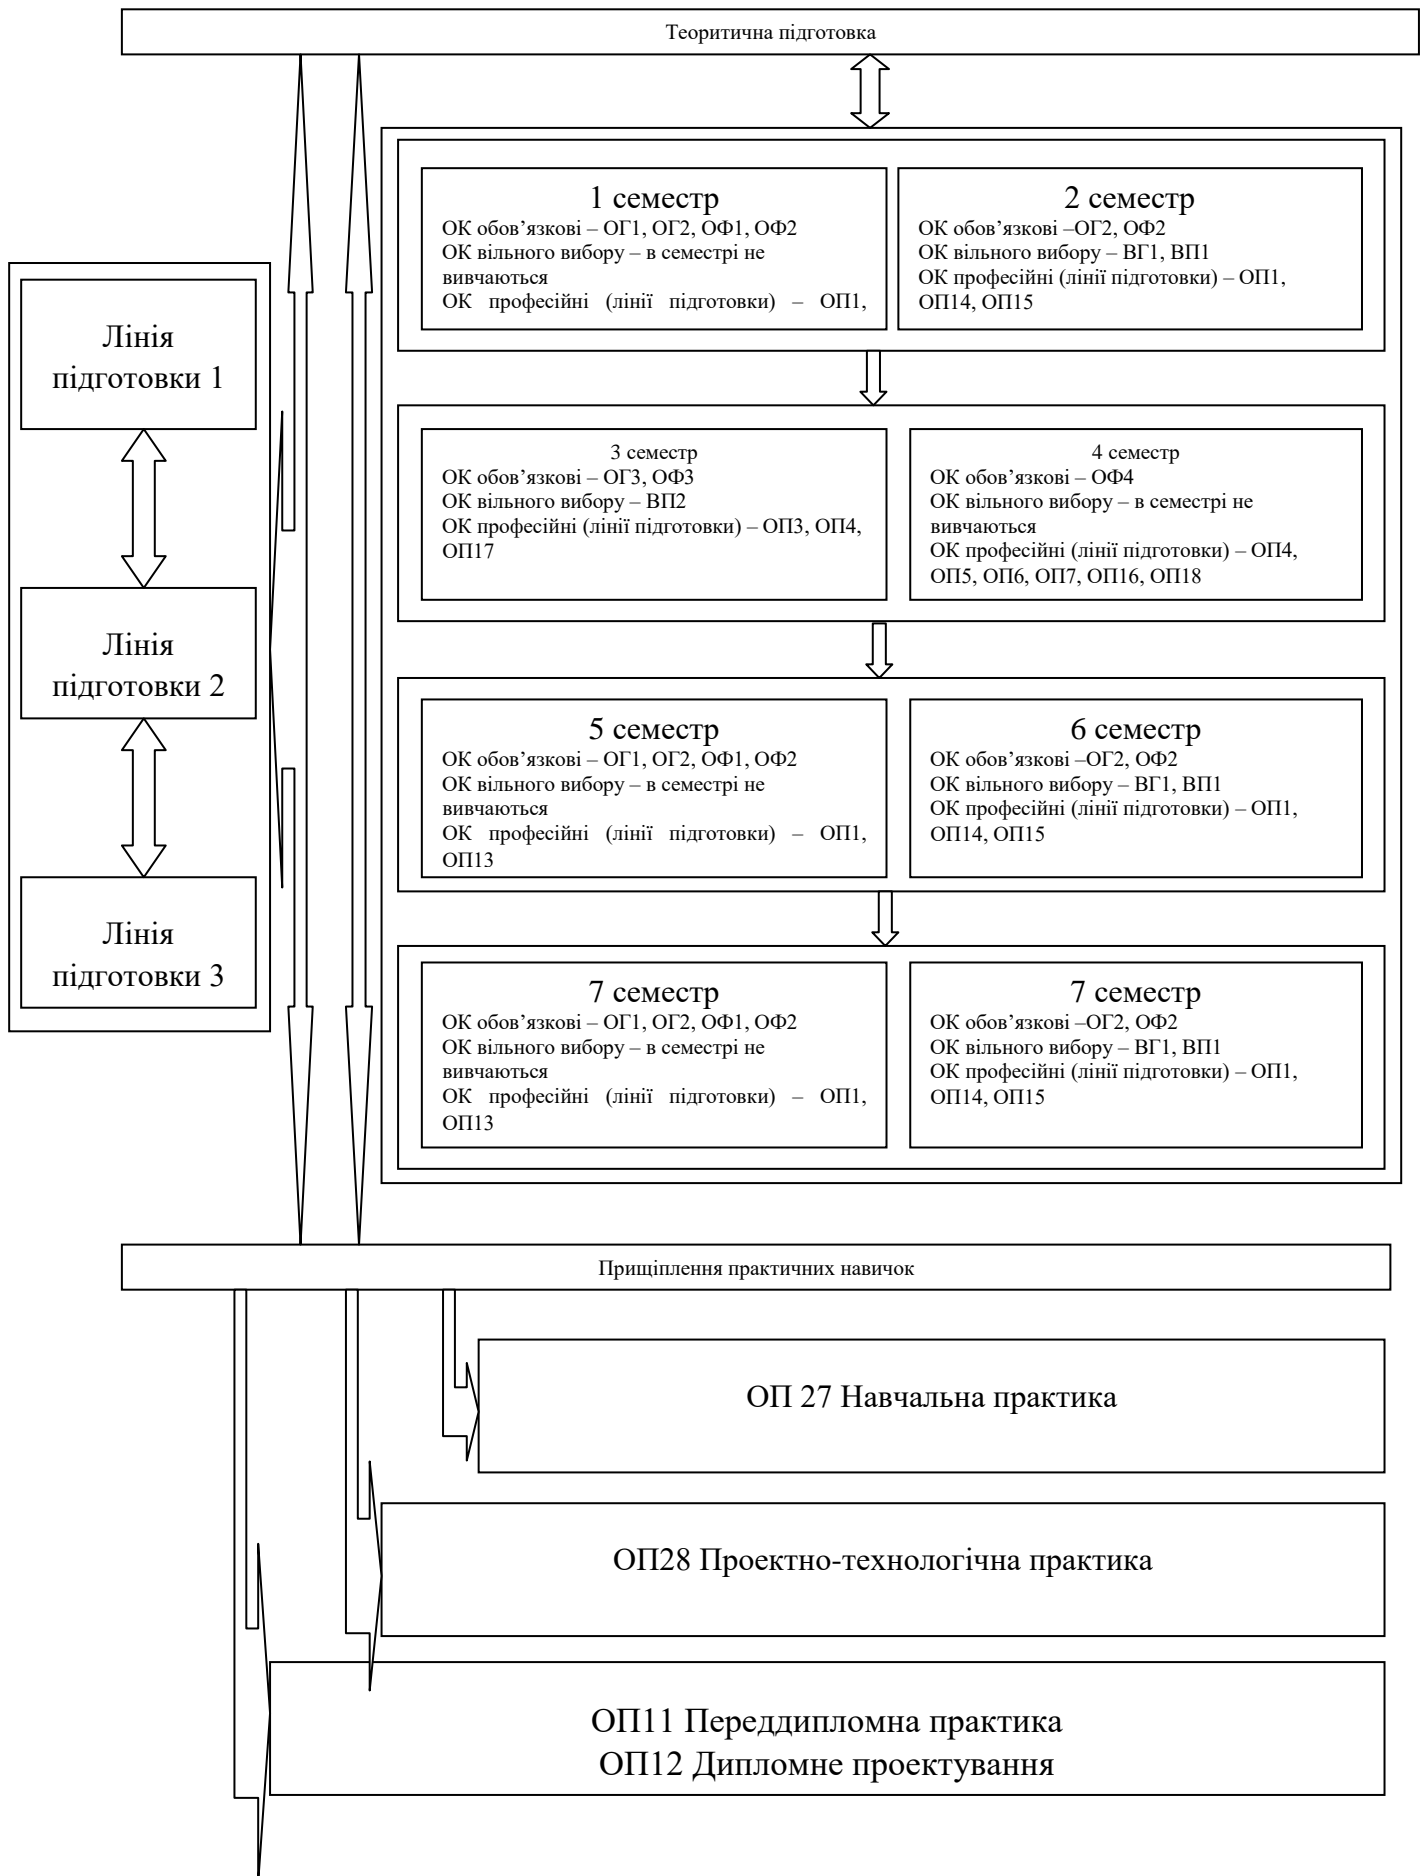 Теоритична підготовка
1 семестр
ОК обов’язкові – ОГ1, ОГ2, ОФ1, ОФ2
ОК вільного вибору – в семестрі не
вивчаються
ОК професійні (лінії підготовки) – ОП1,
2 семестр
ОК обов’язкові –ОГ2, ОФ2
ОК вільного вибору – ВГ1, ВП1
ОК професійні (лінії підготовки) – ОП1,
ОП14, ОП15
Лінія
підготовки 1
Лінія
підготовки 2
Лінія
підготовки 3
3 семестр
ОК обов’язкові – ОГ3, ОФ3
ОК вільного вибору – ВП2
ОК професійні (лінії підготовки) – ОП3, ОП4,
ОП17
4 семестр
ОК обов’язкові – ОФ4
ОК вільного вибору – в семестрі не
вивчаються
ОК професійні (лінії підготовки) – ОП4,
ОП5, ОП6, ОП7, ОП16, ОП18
5 семестр
ОК обов’язкові – ОГ1, ОГ2, ОФ1, ОФ2
ОК вільного вибору – в семестрі не
вивчаються
ОК професійні (лінії підготовки) – ОП1,
ОП13
6 семестр
ОК обов’язкові –ОГ2, ОФ2
ОК вільного вибору – ВГ1, ВП1
ОК професійні (лінії підготовки) – ОП1,
ОП14, ОП15
7 семестр
ОК обов’язкові – ОГ1, ОГ2, ОФ1, ОФ2
ОК вільного вибору – в семестрі не
вивчаються
ОК професійні (лінії підготовки) – ОП1,
ОП13
7 семестр
ОК обов’язкові –ОГ2, ОФ2
ОК вільного вибору – ВГ1, ВП1
ОК професійні (лінії підготовки) – ОП1,
ОП14, ОП15
Прищіплення практичних навичок
ОП 27 Навчальна практика
ОП28 Проектно-технологічна практика
ОП11 Переддипломна практика
ОП12 Дипломне проектування